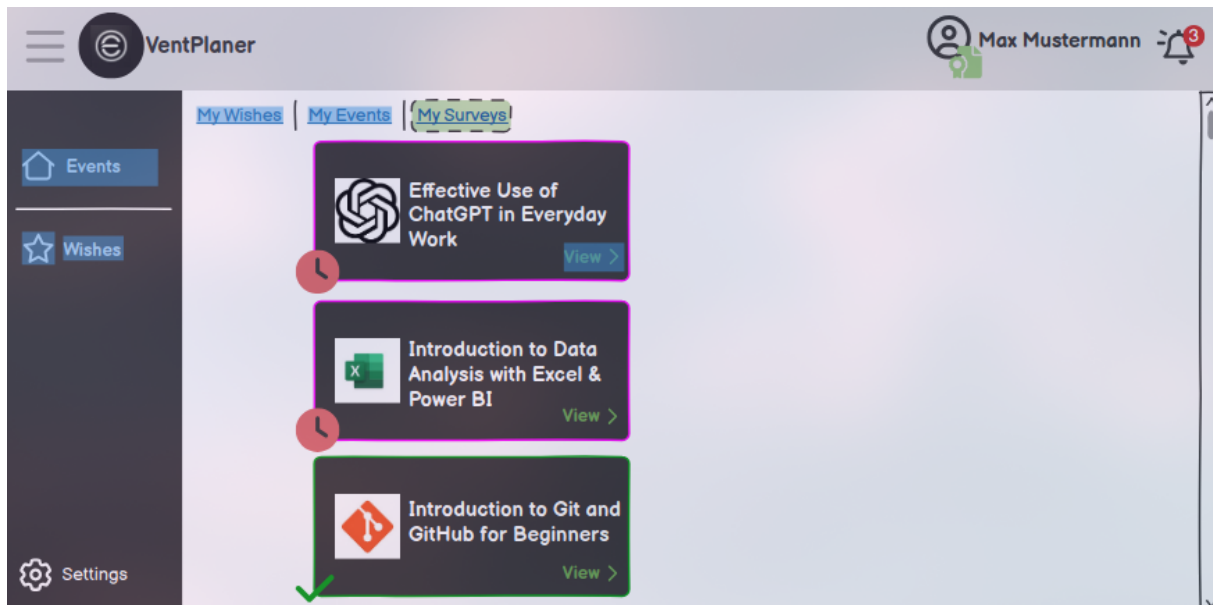 VentPlaner
Max Mustermann
3
My Wishes | My Events | My Surveys
Events
Wishes
Effective Use of
ChatGPT in Everyday
Work
View >
Introduction to Data
Analysis with Excel &
Power BI
View >
Introduction to Git and
GitHub for Beginners
View >
Settings